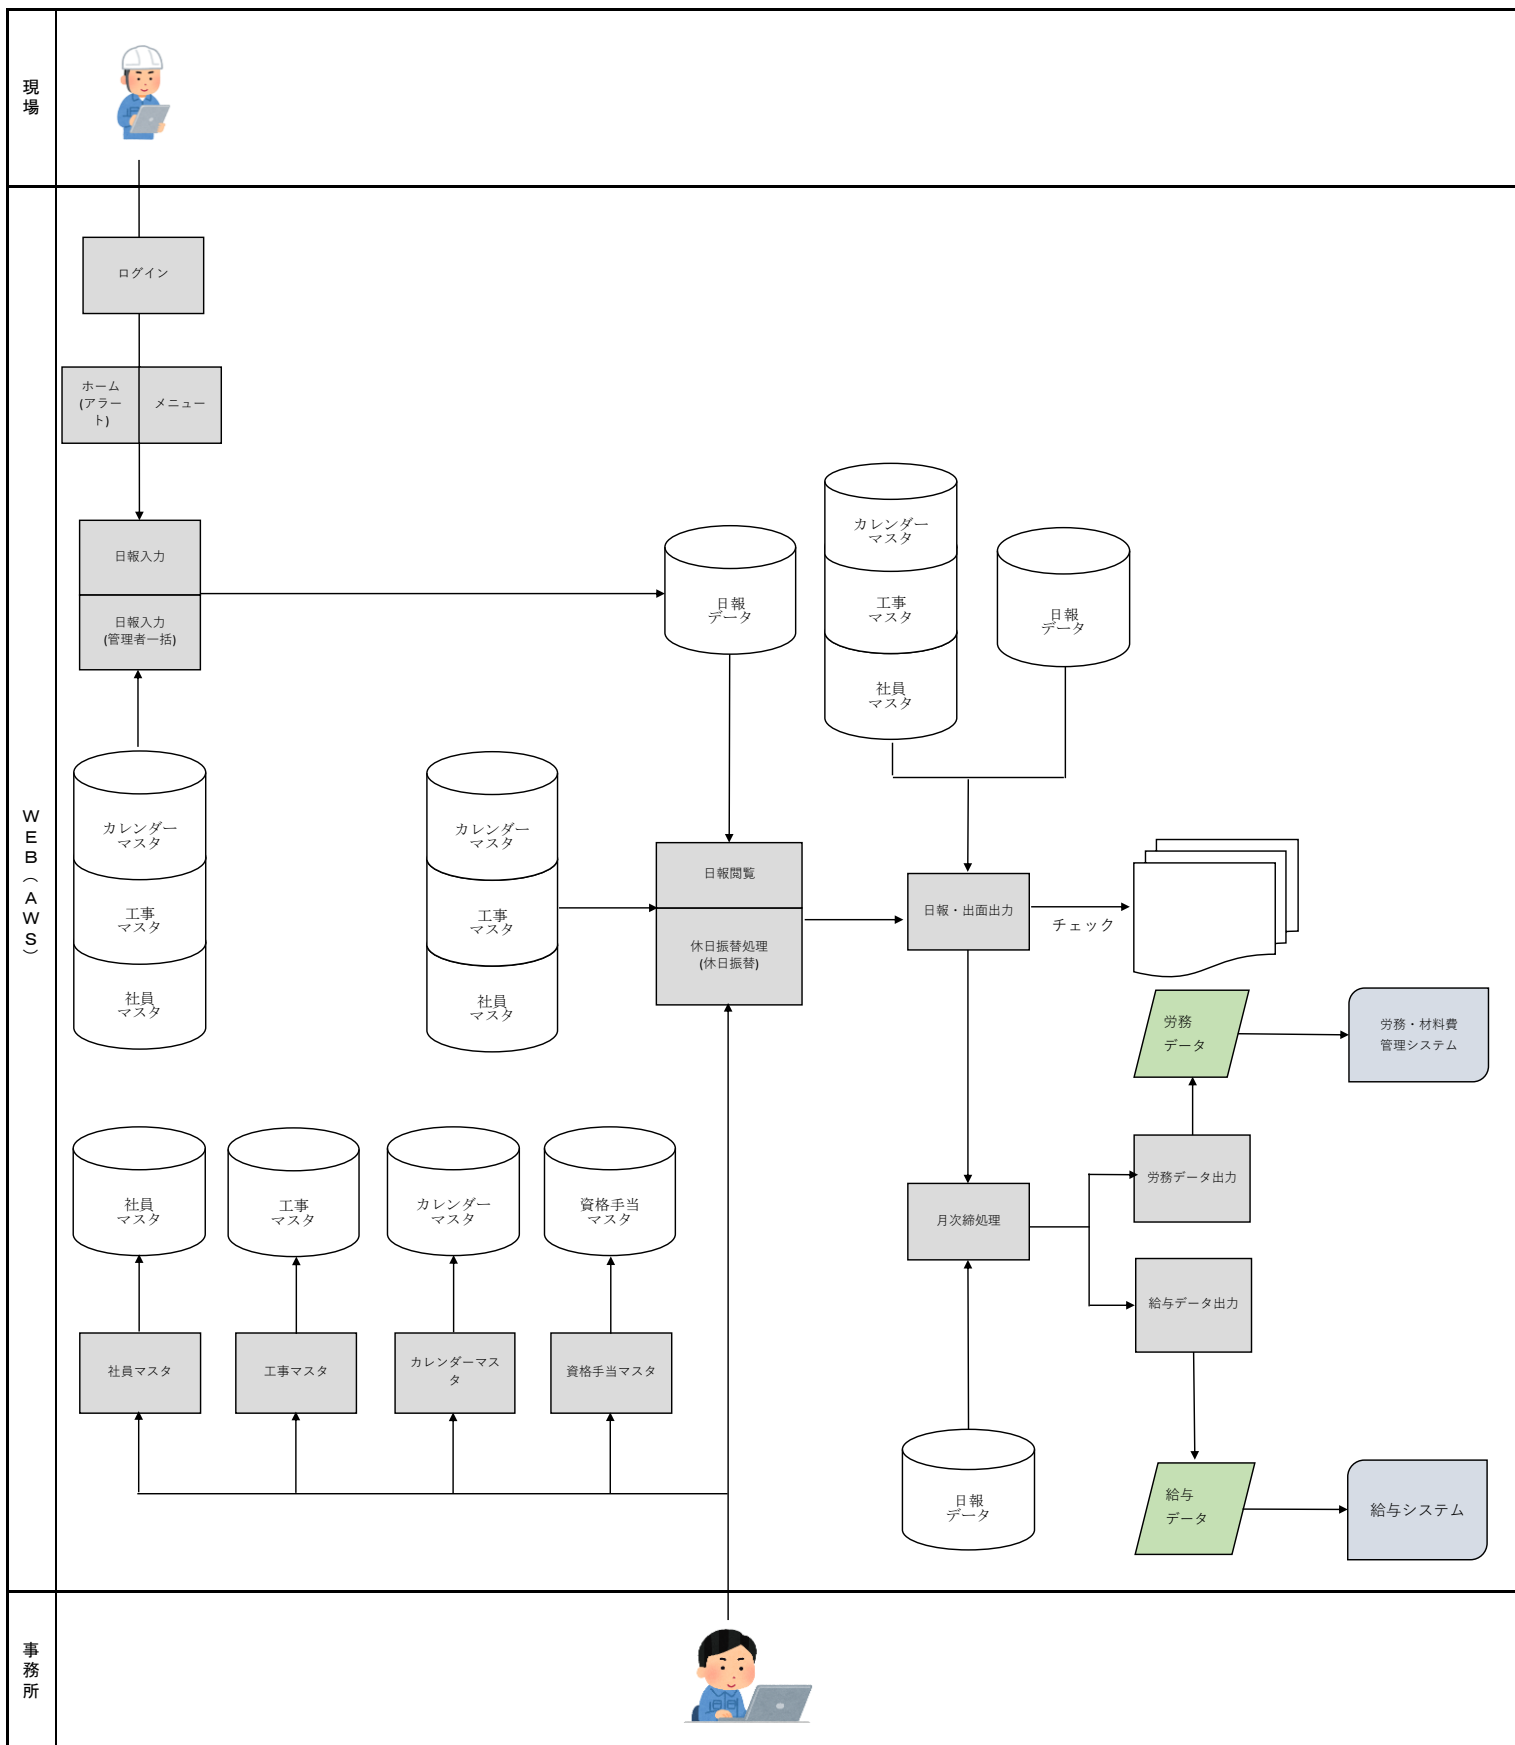 現場
ログイン
ホーム
(アラー
ト)
メニュー
日報入力
日報入力
(管理者一括)
日報
データ
カレンダー
マスタ
工事
マスタ
社員
マスタ
日報
データ
WEB（AWS）
カレンダー
マスタ
工事
マスタ
社員
マスタ
カレンダー
マスタ
工事
マスタ
社員
マスタ
日報閲覧
休日振替処理
(休日振替)
日報・出面出力
チェック
労務
データ
労務・材料費
管理システム
社員
マスタ
工事
マスタ
カレンダー
マスタ
資格手当
マスタ
月次締処理
労務データ出力
給与データ出力
社員マスタ
工事マスタ
カレンダーマス
タ
資格手当マスタ
日報
データ
給与
データ
給与システム
事務所